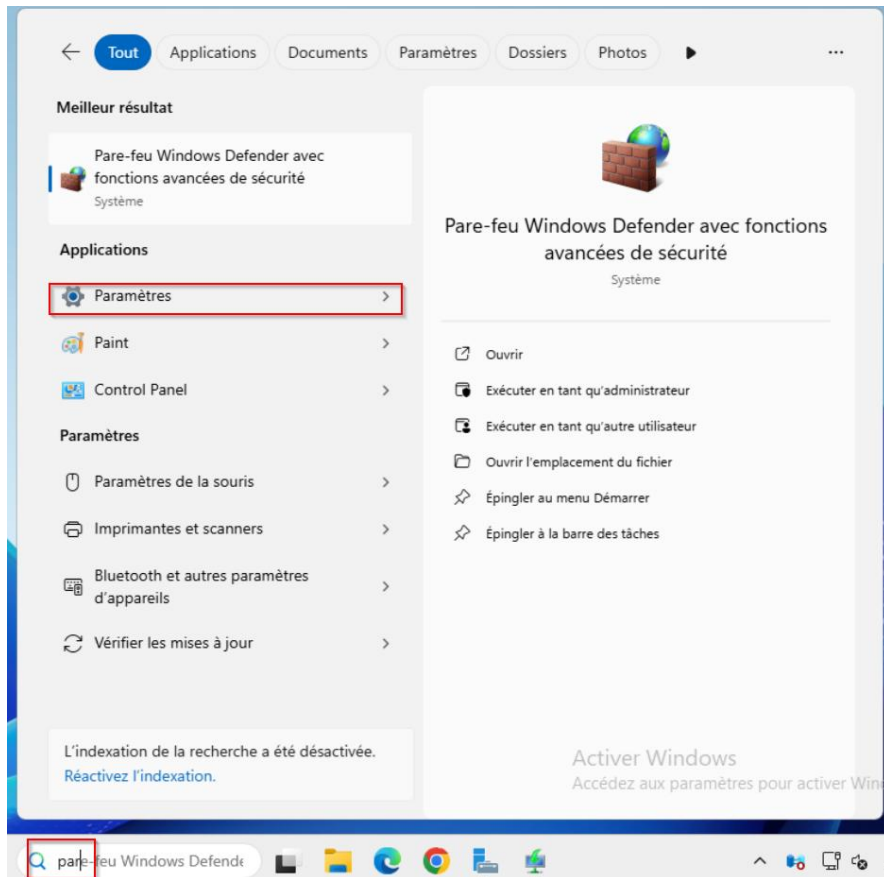 Tout Applications Documents Paramètres Dossiers Photos ...
Meilleur résultat
Pare-feu Windows Defender avec
fonctions avancées de sécurité
Système
Applications
Paramètres
Paint
Control Panel
Paramètres
Paramètres de la souris
Imprimantes et scanners
Bluetooth et autres paramètres
d'appareils
Vérifier les mises à jour
L'indexation de la recherche a été désactivée.
Réactivez l'indexation.
Pare-feu Windows Defender avec fonctions
avancées de sécurité
Système
Ouvrir
Exécuter en tant qu'administrateur
Exécuter en tant qu'autre utilisateur
Ouvrir l'emplacement du fichier
Épingler au menu Démarrer
Épingler à la barre des tâches
Activer Windows
Accédez aux paramètres pour activer Win
pare-feu Windows Defende